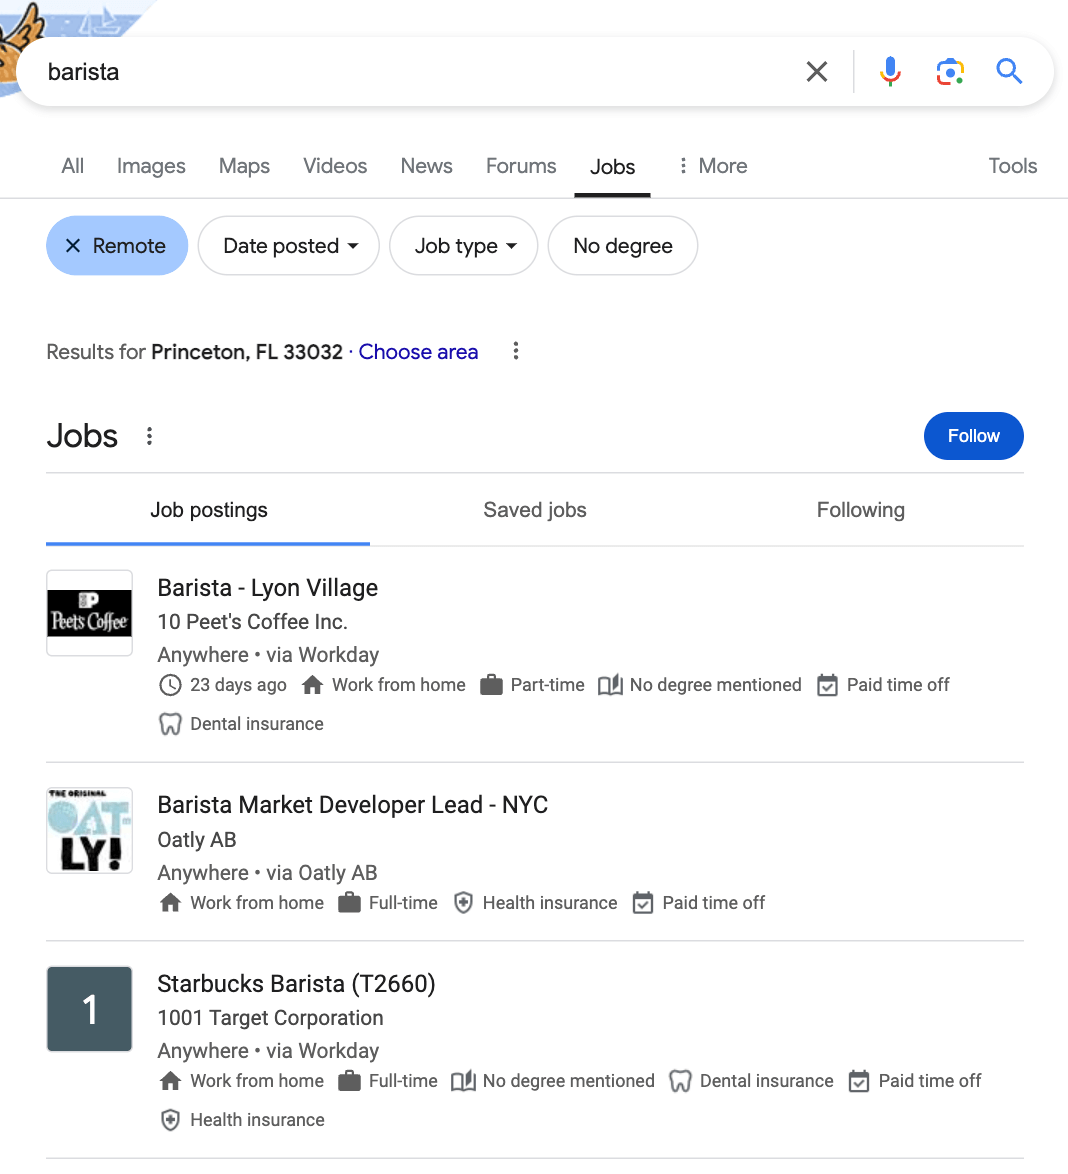 barista
All Images Maps Videos News Forums Jobs More Tools
Remote Date posted Job type No degree
Results for Princeton, FL 33032 · Choose area
Jobs Follow
Job postings Saved jobs Following
Peet's Coffee
Barista - Lyon Village
10 Peet's Coffee Inc.
Anywhere • via Workday
23 days ago Work from home Part-time No degree mentioned Paid time off
Dental insurance
THE ORIGINAL
OATLY!
Barista Market Developer Lead - NYC
Oatly AB
Anywhere • via Oatly AB
Work from home Full-time Health insurance Paid time off
1
Starbucks Barista (T2660)
1001 Target Corporation
Anywhere • via Workday
Work from home Full-time No degree mentioned Dental insurance Paid time off
Health insurance